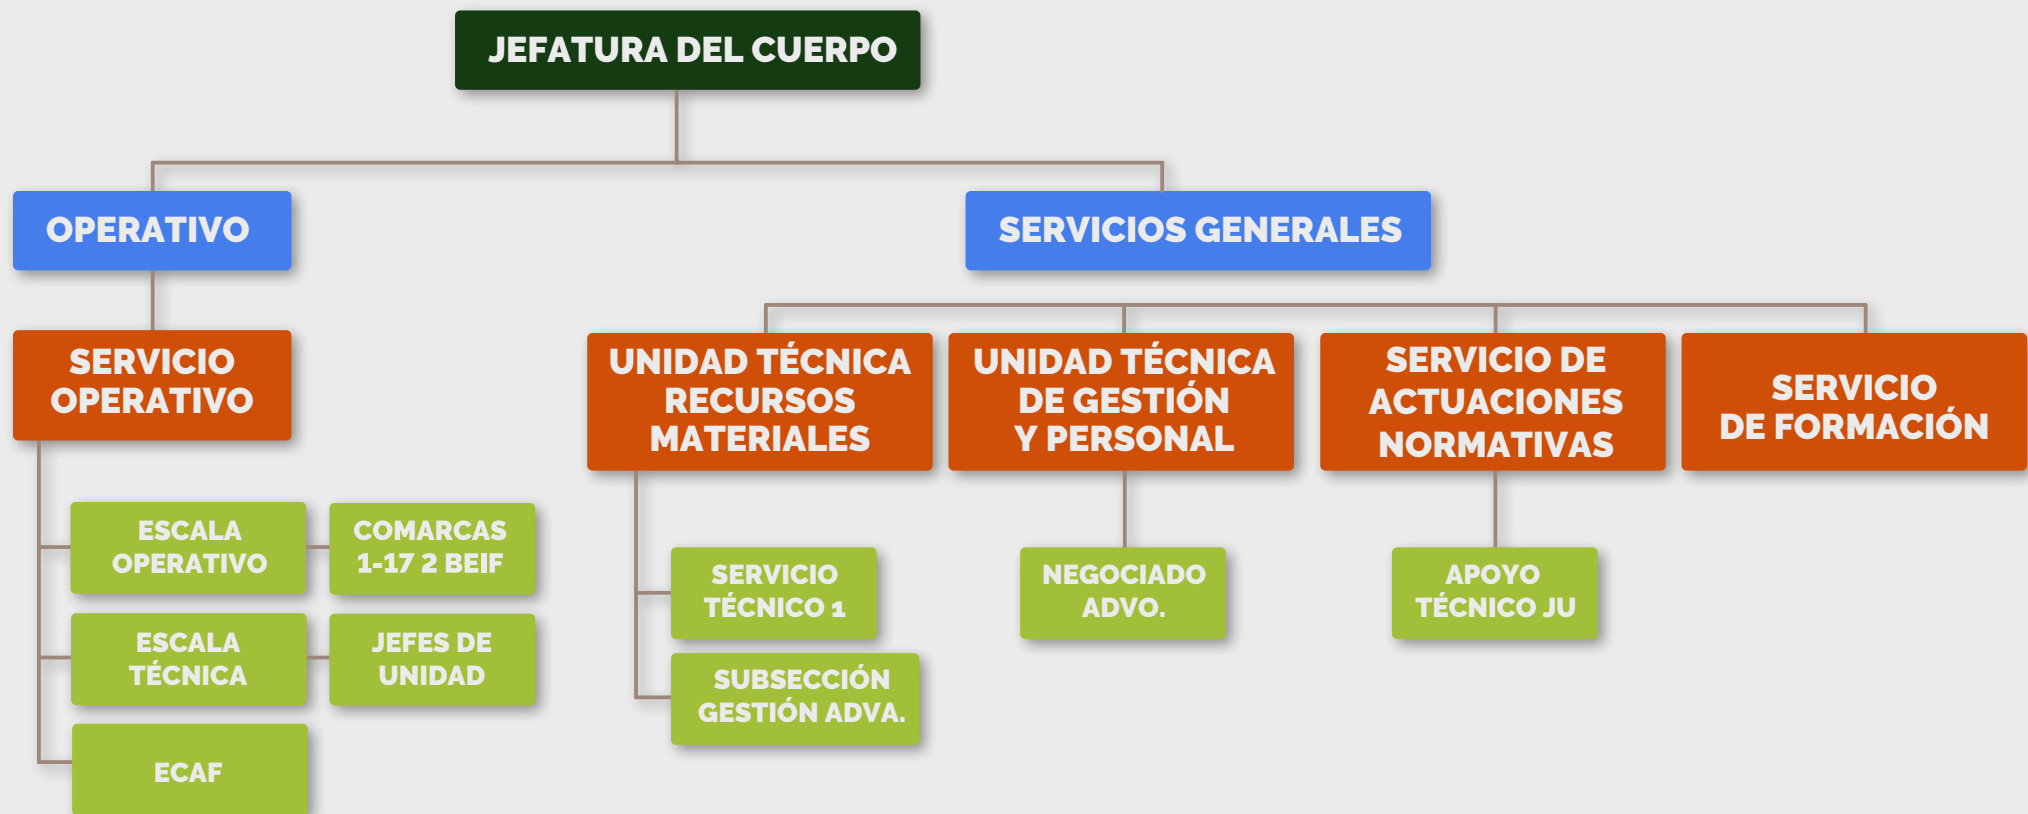 JEFATURA DEL CUERPO
OPERATIVO
SERVICIOS GENERALES
SERVICIO
OPERATIVO
UNIDAD TÉCNICA
RECURSOS
MATERIALES
UNIDAD TÉCNICA
DE GESTIÓN
Y PERSONAL
SERVICIO DE
ACTUACIONES
NORMATIVAS
SERVICIO
DE FORMACIÓN
ESCALA
OPERATIVO
COMARCAS
1-17 2 BEIF
ESCALA
TÉCNICA
JEFES DE
UNIDAD
ECAF
SERVICIO
TÉCNICO 1
SUBSECCIÓN
GESTIÓN ADVA.
NEGOCIADO
ADVO.
APOYO
TÉCNICO JU